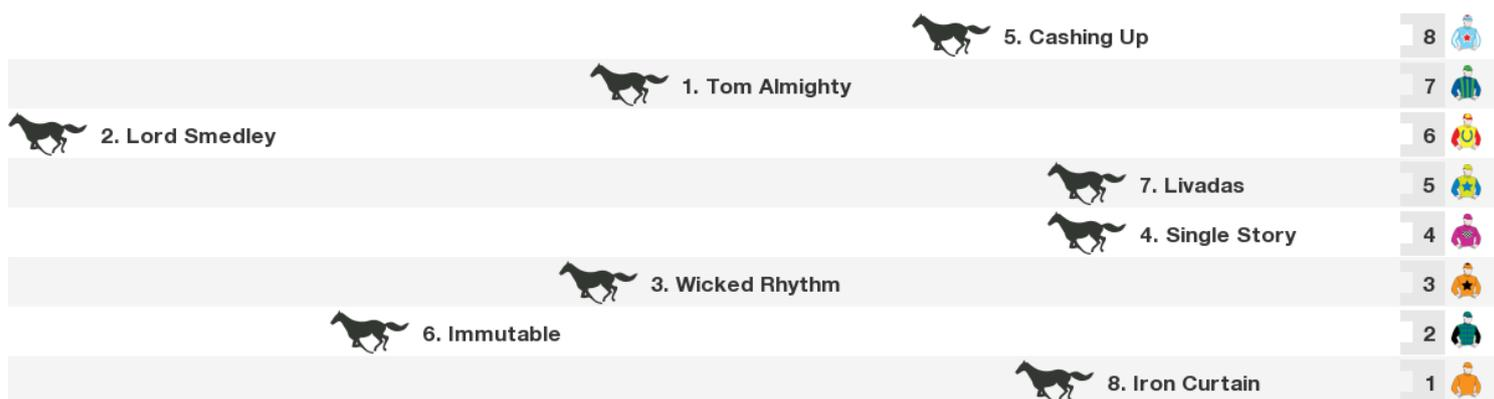 5. Cashing Up 8
1. Tom Almighty 7
2. Lord Smedley 6
7. Livadas 5
4. Single Story 4
3. Wicked Rhythm 3
6. Immutable 2
8. Iron Curtain 1